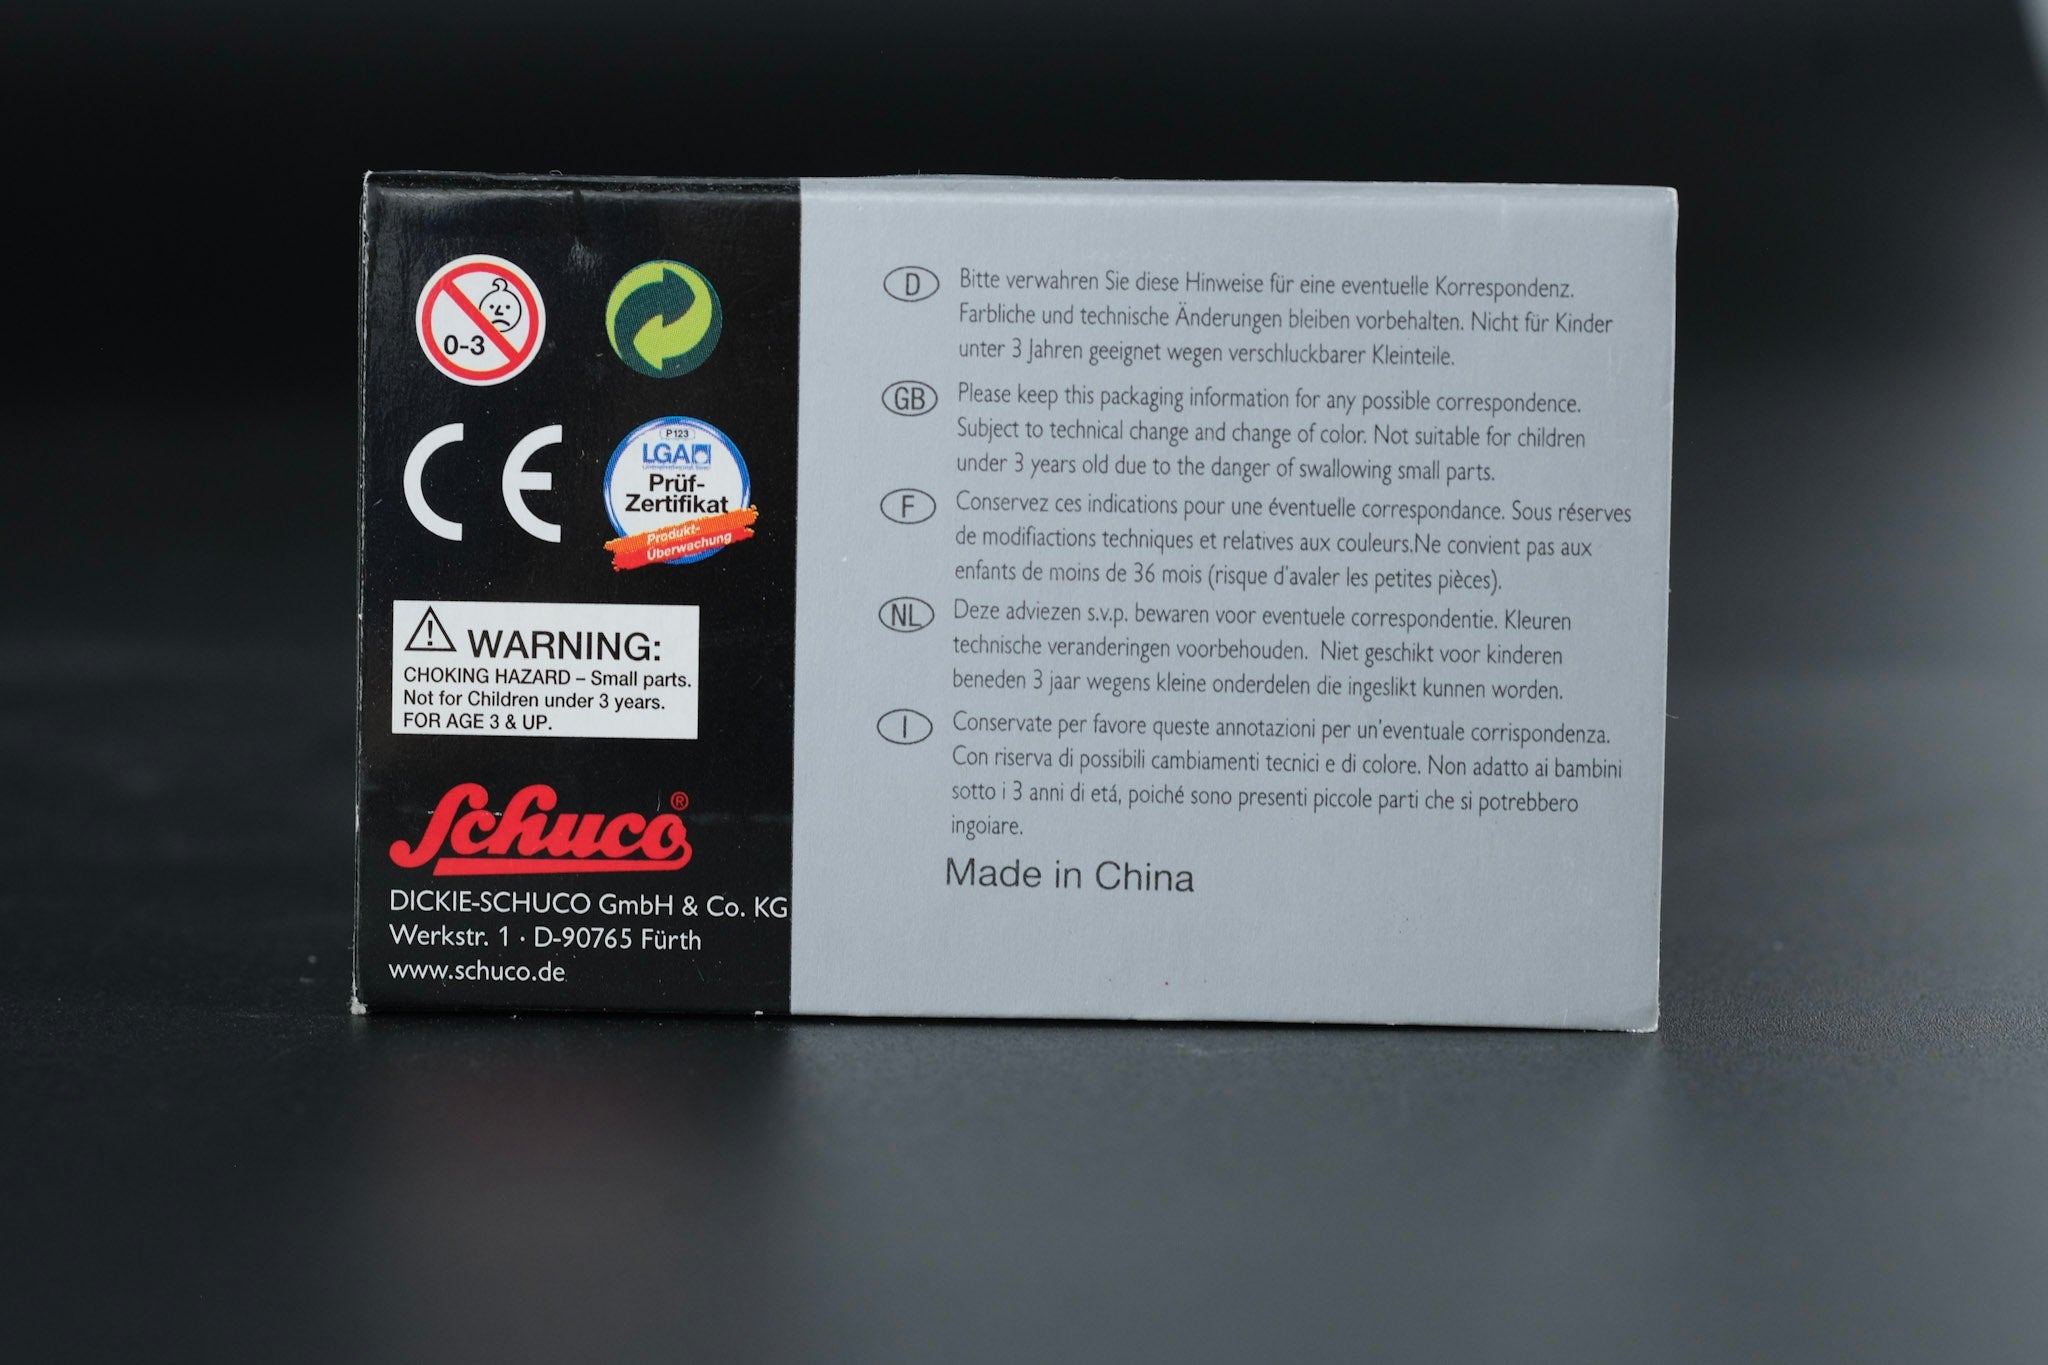 0-3
CE
P123
LGA
Prüf-
Zertifikat
Produkt-
Überwachung
WARNING:
CHOKING HAZARD – Small parts.
Not for Children under 3 years.
FOR AGE 3 & UP.
Schuco®
DICKIE-SCHUCO GmbH & Co. KG
Werkstr. 1 · D-90765 Fürth
www.schuco.de
D Bitte verwahren Sie diese Hinweise für eine eventuelle Korrespondenz.
Farbliche und technische Änderungen bleiben vorbehalten. Nicht für Kinder
unter 3 Jahren geeignet wegen verschluckbarer Kleinteile.
GB Please keep this packaging information for any possible correspondence.
Subject to technical change and change of color. Not suitable for children
under 3 years old due to the danger of swallowing small parts.
F Conservez ces indications pour une éventuelle correspondance. Sous réserves
de modifiactions techniques et relatives aux couleurs.Ne convient pas aux
enfants de moins de 36 mois (risque d'avaler les petites pièces).
NL Deze adviezen s.v.p. bewaren voor eventuele correspondentie. Kleuren
technische veranderingen voorbehouden. Niet geschikt voor kinderen
beneden 3 jaar wegens kleine onderdelen die ingeslikt kunnen worden.
I Conservate per favore queste annotazioni per un'eventuale corrispondenza.
Con riserva di possibili cambiamenti tecnici e di colore. Non adatto ai bambini
sotto i 3 anni di etá, poiché sono presenti piccole parti che si potrebbero
ingoiare.
Made in China